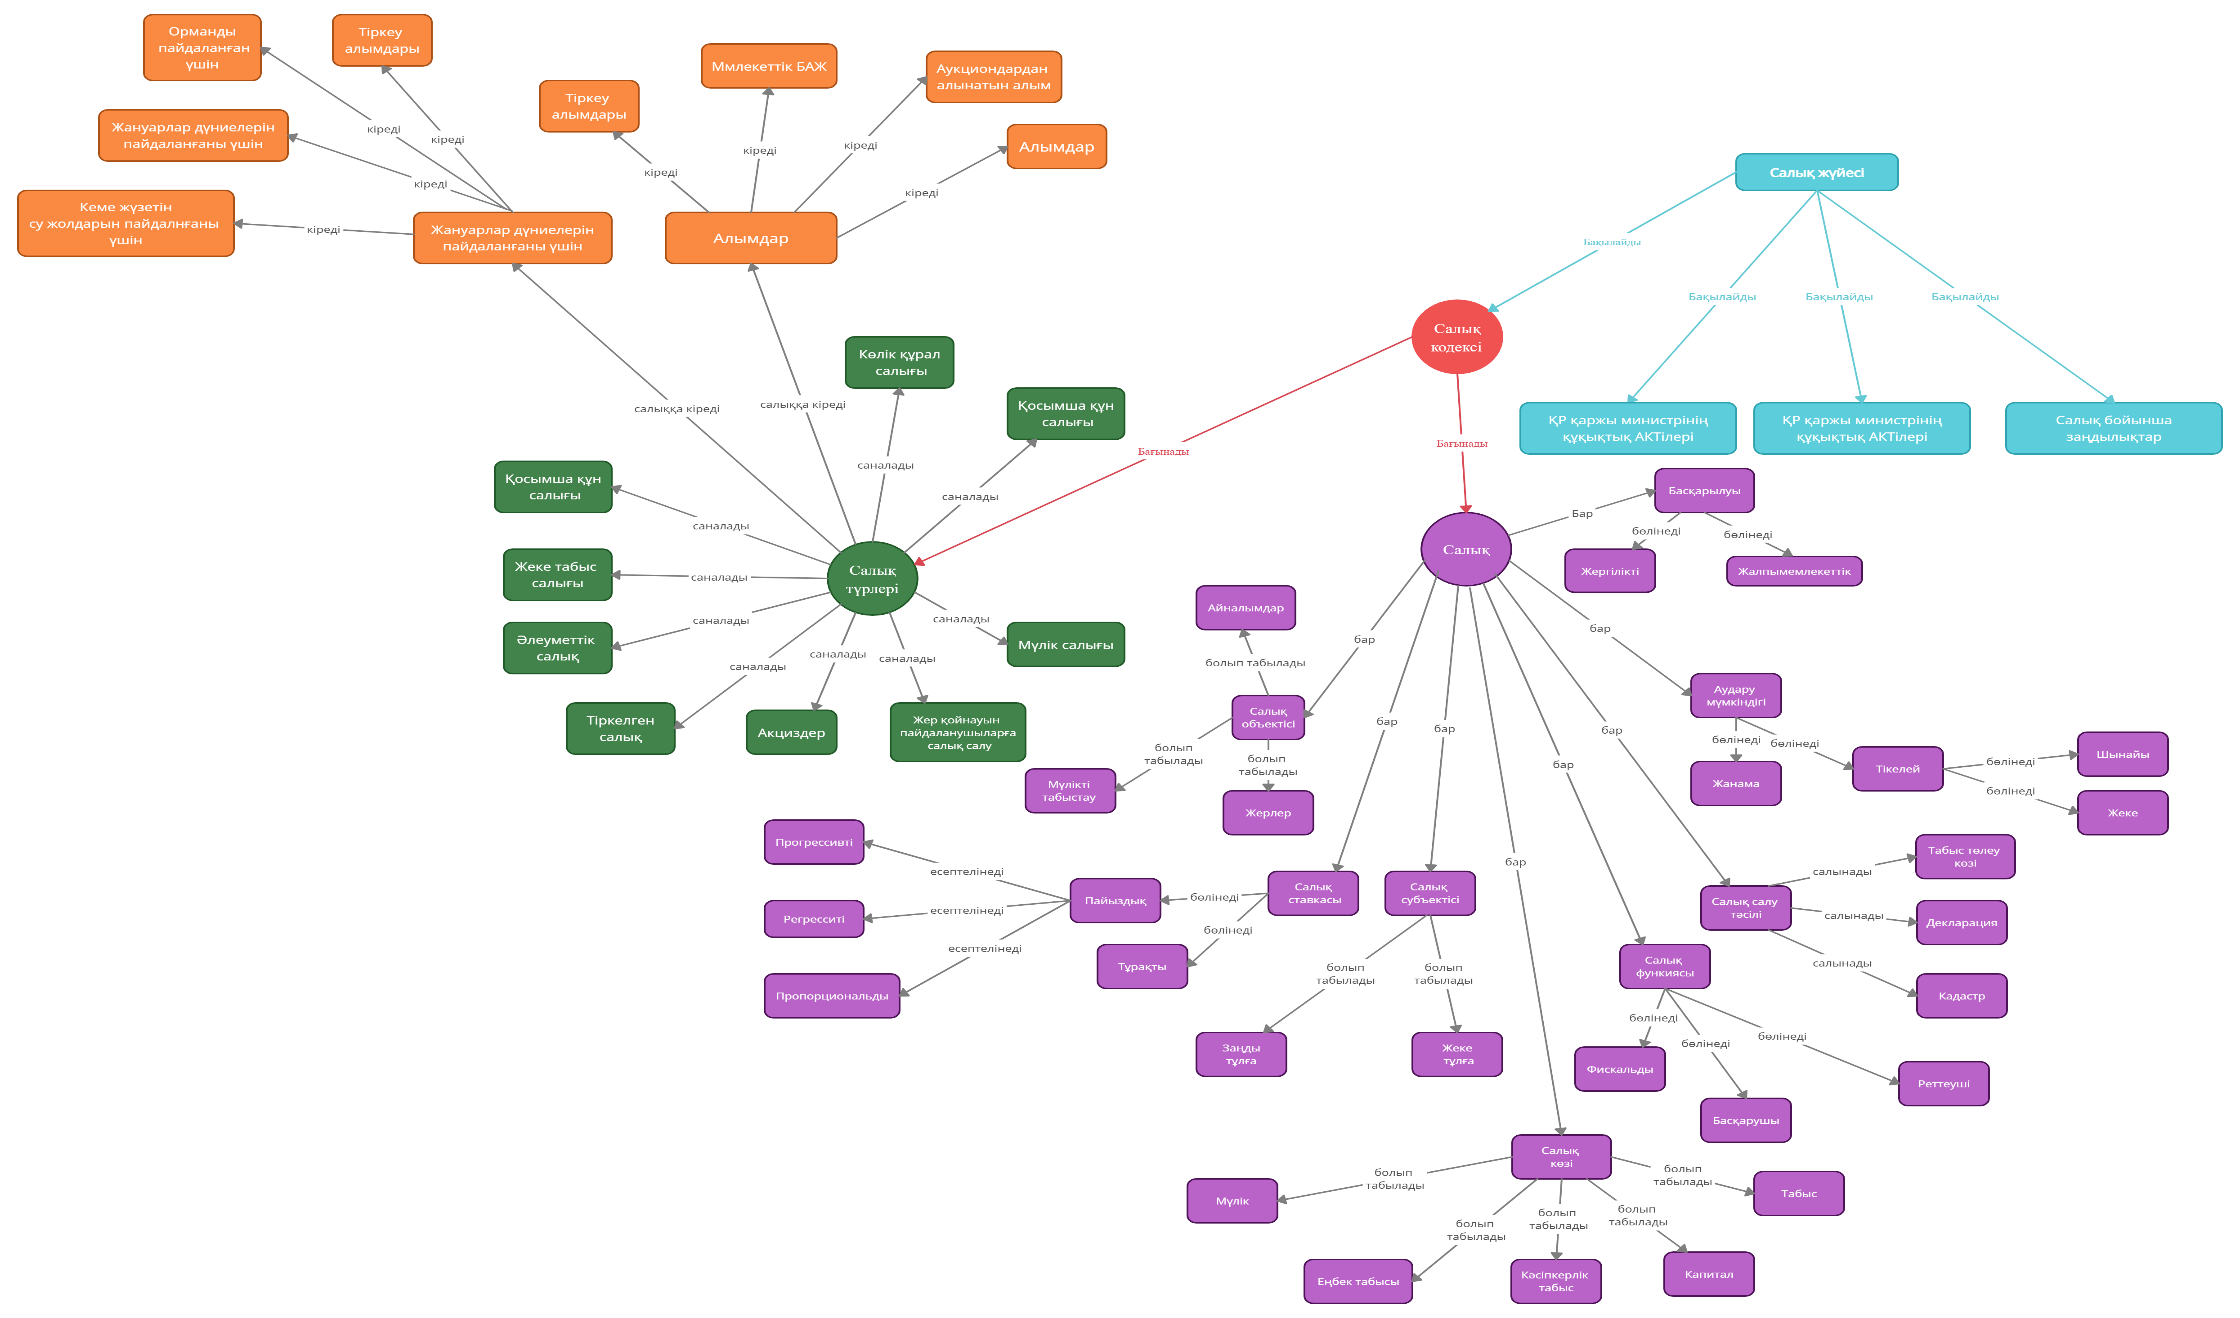 Орманды
пайдаланған
үшін
Тіркеу
алымдары
Ммлекеттік БАЖ
Аукциондардан
алынатын алым
Тіркеу
алымдары
Жануарлар дүниелерін
пайдаланғаны үшін
Алымдар
кіреді
кіреді
кіреді
кіреді
кіреді
кіреді
кіреді
кіреді
Кеме жүзетін
су жолдарын пайдалнғаны
үшін
Жануарлар дүниелерін
пайдаланғаны үшін
Алымдар
Салық жүйесі
Бақылайды
Бақылайды
Бақылайды
Бақылайды
Салық
кодексі
ҚР қаржы министрінің
құқықтық АКТілері
ҚР қаржы министрінің
құқықтық АКТілері
Салық бойынша
заңдылықтар
Бағынады
Бағынады
салыққа кіреді
салыққа кіреді
Көлік құрал
салығы
Қосымша құн
салығы
саналады
саналады
Қосымша құн
салығы
саналады
Жеке табыс
салығы
саналады
Салық
түрлері
Әлеуметтік
салық
саналады
саналады
Мүлік салығы
саналады
саналады
саналады
Тіркелген
салық
Акциздер
Жер қойнауын
пайдаланушыларға
салық салу
Салық
Бар
Басқарылуы
бөлінеді
бөлінеді
Жергілікті
Жалпымемлекеттік
Айналымдар
бар
бар
болып табылады
Салық
объектісі
бар
бар
бар
бар
бар
Аудару
мүмкіндігі
болып
табылады
болып
табылады
бөлінеді
бөлінеді
Мүлікті
табыстау
Жерлер
Жанама
Тікелей
бөлінеді
бөлінеді
Шынайы
Жеке
Прогрессивті
есептелінеді
Регресситі
есептелінеді
Пропорциональды
есептелінеді
Пайыздық
бөлінеді
бөлінеді
Тұрақты
Салық
ставкасы
Салық
субъектісі
болып
табылады
болып
табылады
Заңды
тұлға
Жеке
тұлға
Салық салу
тәсілі
салынады
салынады
салынады
Табыс төлеу
көзі
Декларация
Кадастр
Салық
функиясы
бөлінеді
бөлінеді
бөлінеді
Фискальды
Басқарушы
Реттеуші
Салық
көзі
болып
табылады
болып
табылады
болып
табылады
болып
табылады
болып
табылады
Мүлік
Табыс
Еңбек табысы
Кәсіпкерлік
табыс
Капитал